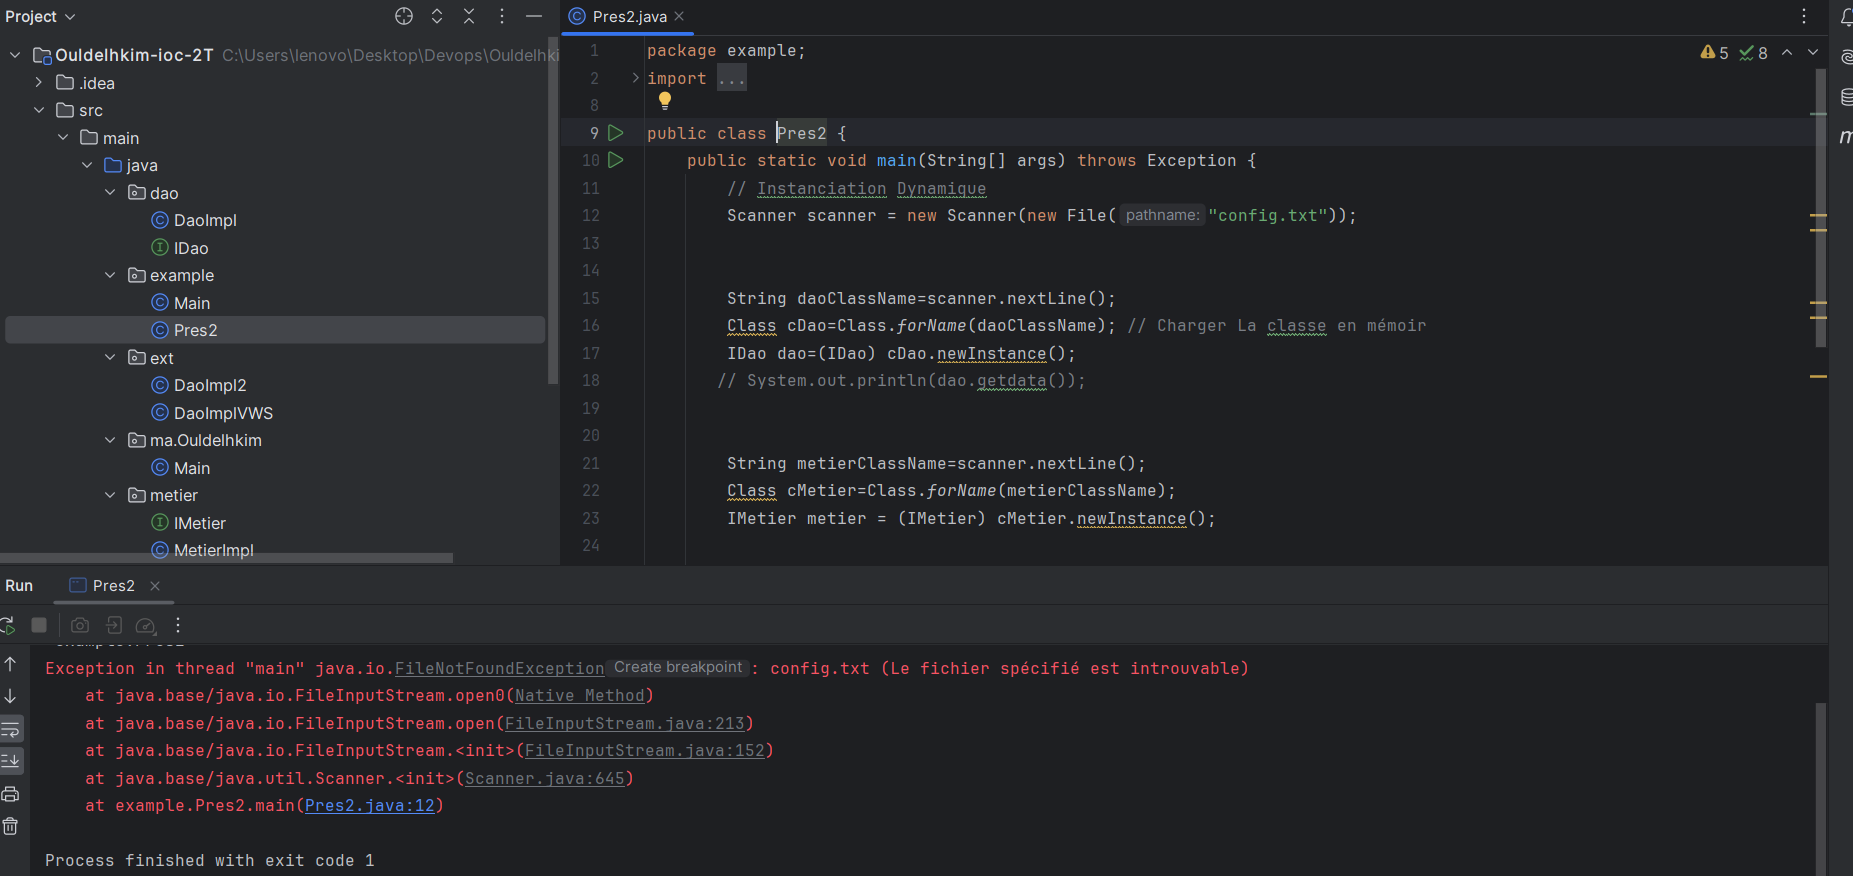 Project
Ouldelhkim-ioc-2T C:\Users\lenovo\Desktop\Devops\Ouldelhki
.idea
src
main
java
dao
DaoImpl
IDao
example
Main
Pres2
ext
DaoImpl2
DaoImplVWS
ma.Ouldelhkim
Main
metier
IMetier
MetierImpl
Pres2.java
5 8
1 package example;
2 import ...
8
9 public class Pres2 {
10 public static void main(String[] args) throws Exception {
11 // Instanciation Dynamique
12 Scanner scanner = new Scanner(new File( pathname: "config.txt"));
13
14
15 String daoClassName=scanner.nextLine();
16 Class cDao=Class.forName(daoClassName); // Charger La classe en mémoir
17 IDao dao=(IDao) cDao.newInstance();
18 // System.out.println(dao.getdata());
19
20
21 String metierClassName=scanner.nextLine();
22 Class cMetier=Class.forName(metierClassName);
23 IMetier metier = (IMetier) cMetier.newInstance();
24
Run Pres2
Exception in thread "main" java.io.FileNotFoundException Create breakpoint : config.txt (Le fichier spécifié est introuvable)
at java.base/java.io.FileInputStream.open0(Native Method)
at java.base/java.io.FileInputStream.open(FileInputStream.java:213)
at java.base/java.io.FileInputStream.<init>(FileInputStream.java:152)
at java.base/java.util.Scanner.<init>(Scanner.java:645)
at example.Pres2.main(Pres2.java:12)
Process finished with exit code 1